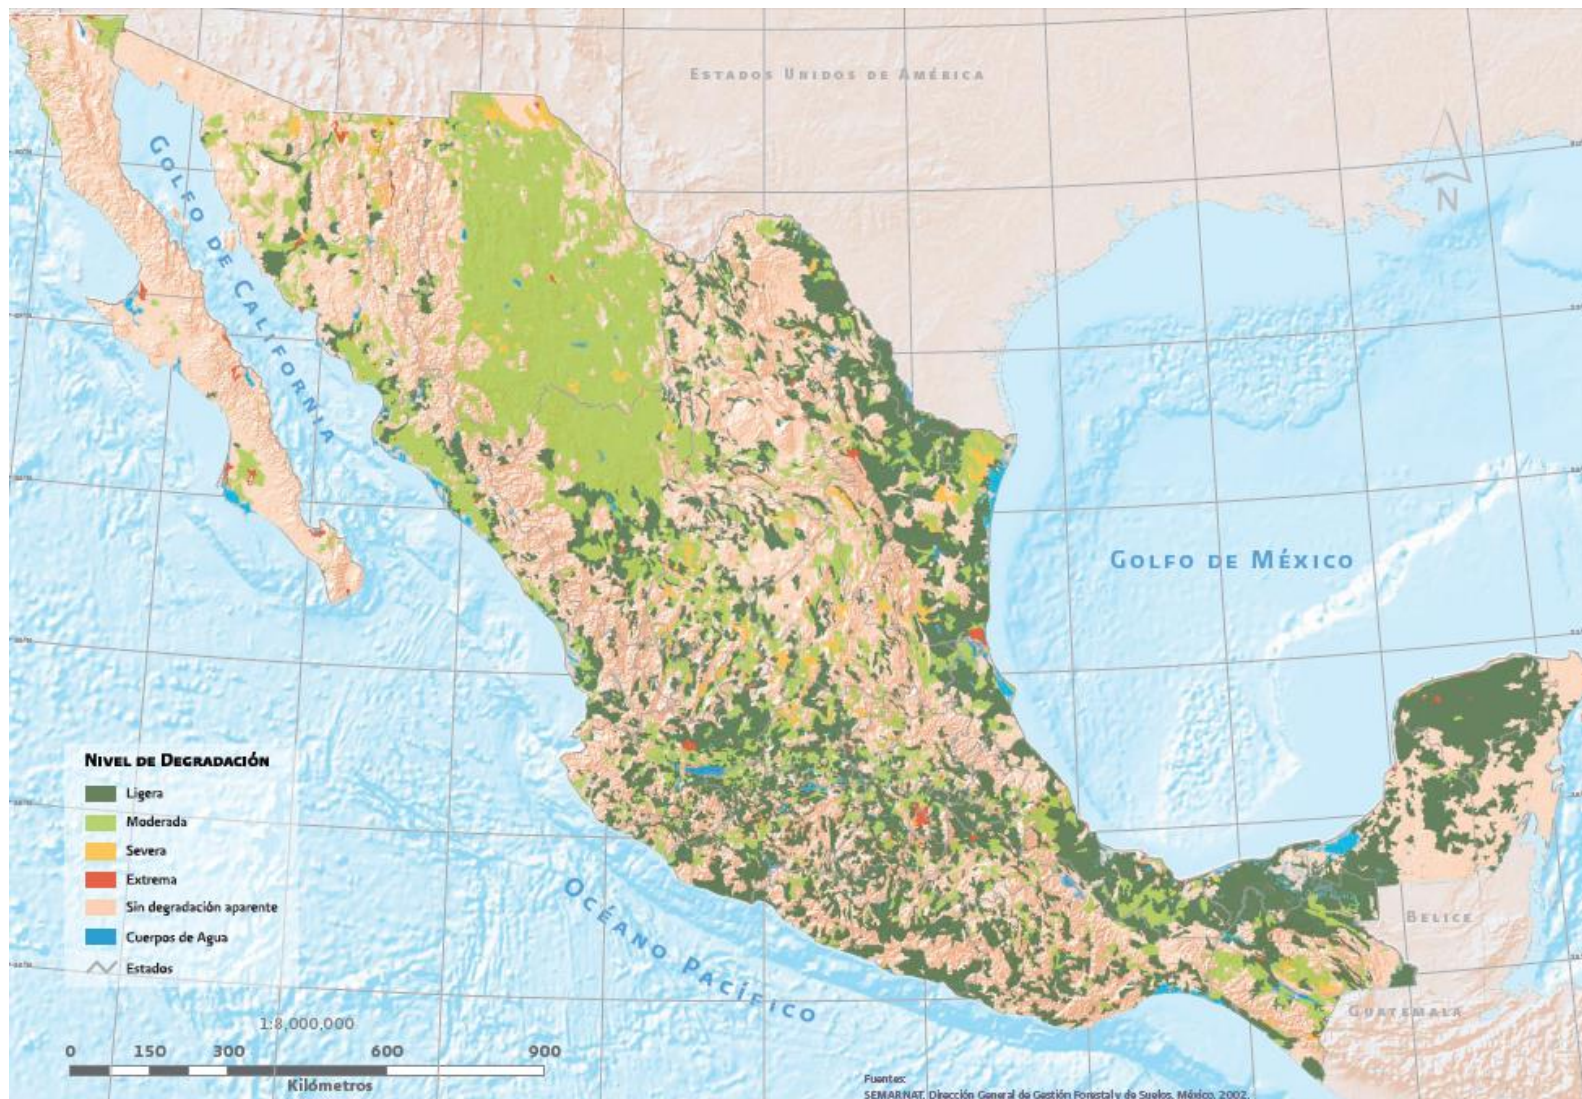 ESTADOS UNIDOS DE AMÉRICA
N
GOLFO DE CALIFORNIA
GOLFO DE MÉXICO
NIVEL DE DEGRADACIÓN
Ligera
Moderada
Severa
Extrema
Sin degradación aparente
Cuerpos de Agua
Estados
OCÉANO PACÍFICO
BELICE
GUATEMALA
1:8,000,000
0 150 300 600 900
Kilómetros
Fuentes:
SEMARNAT, Dirección General de Gestión Forestal y de Suelos, México, 2002.